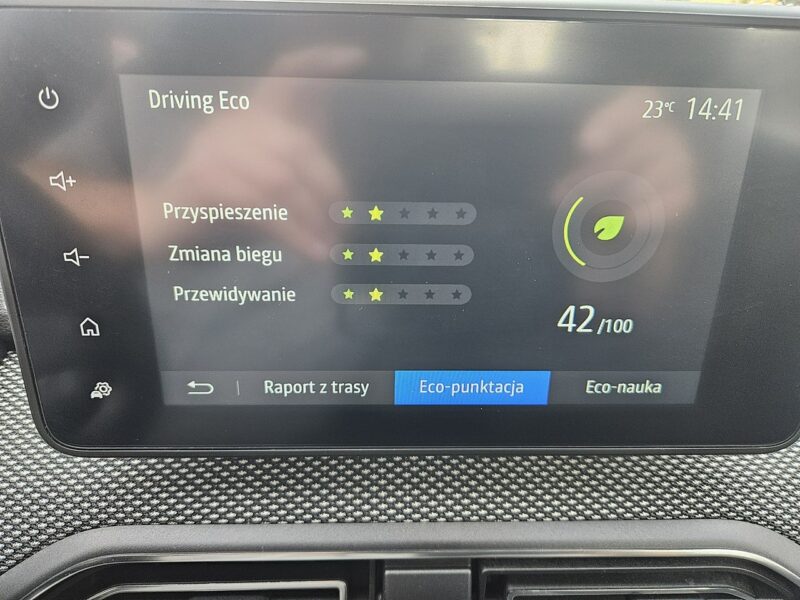 Driving Eco
23°C 14:41
Przyspieszenie
Zmiana biegu
Przewidywanie
42/100
Raport z trasy
Eco-punktacja
Eco-nauka